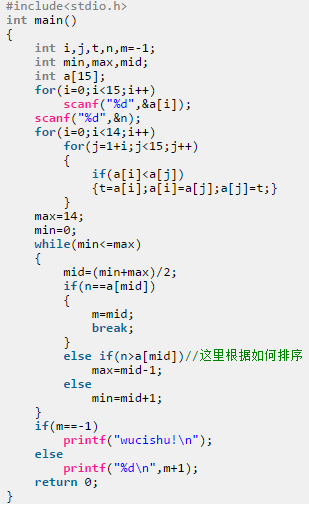 #include<stdio.h>
int main()
{
    int i,j,t,n,m=-1;
    int min,max,mid;
    int a[15];
    for(i=0;i<15;i++)
        scanf("%d",&a[i]);
    scanf("%d",&n);
    for(i=0;i<14;i++)
        for(j=1+i;j<15;j++)
        {
            if(a[i]<a[j])
            {t=a[i];a[i]=a[j];a[j]=t;}
        }
    max=14;
    min=0;
    while(min<=max)
    {
        mid=(min+max)/2;
        if(n==a[mid])
        {
            m=mid;
            break;
        }
        else if(n>a[mid])//这里根据如何排序
            max=mid-1;
        else
            min=mid+1;
    }
    if(m==-1)
        printf("wucishu!\n");
    else
        printf("%d\n",m+1);
    return 0;
}